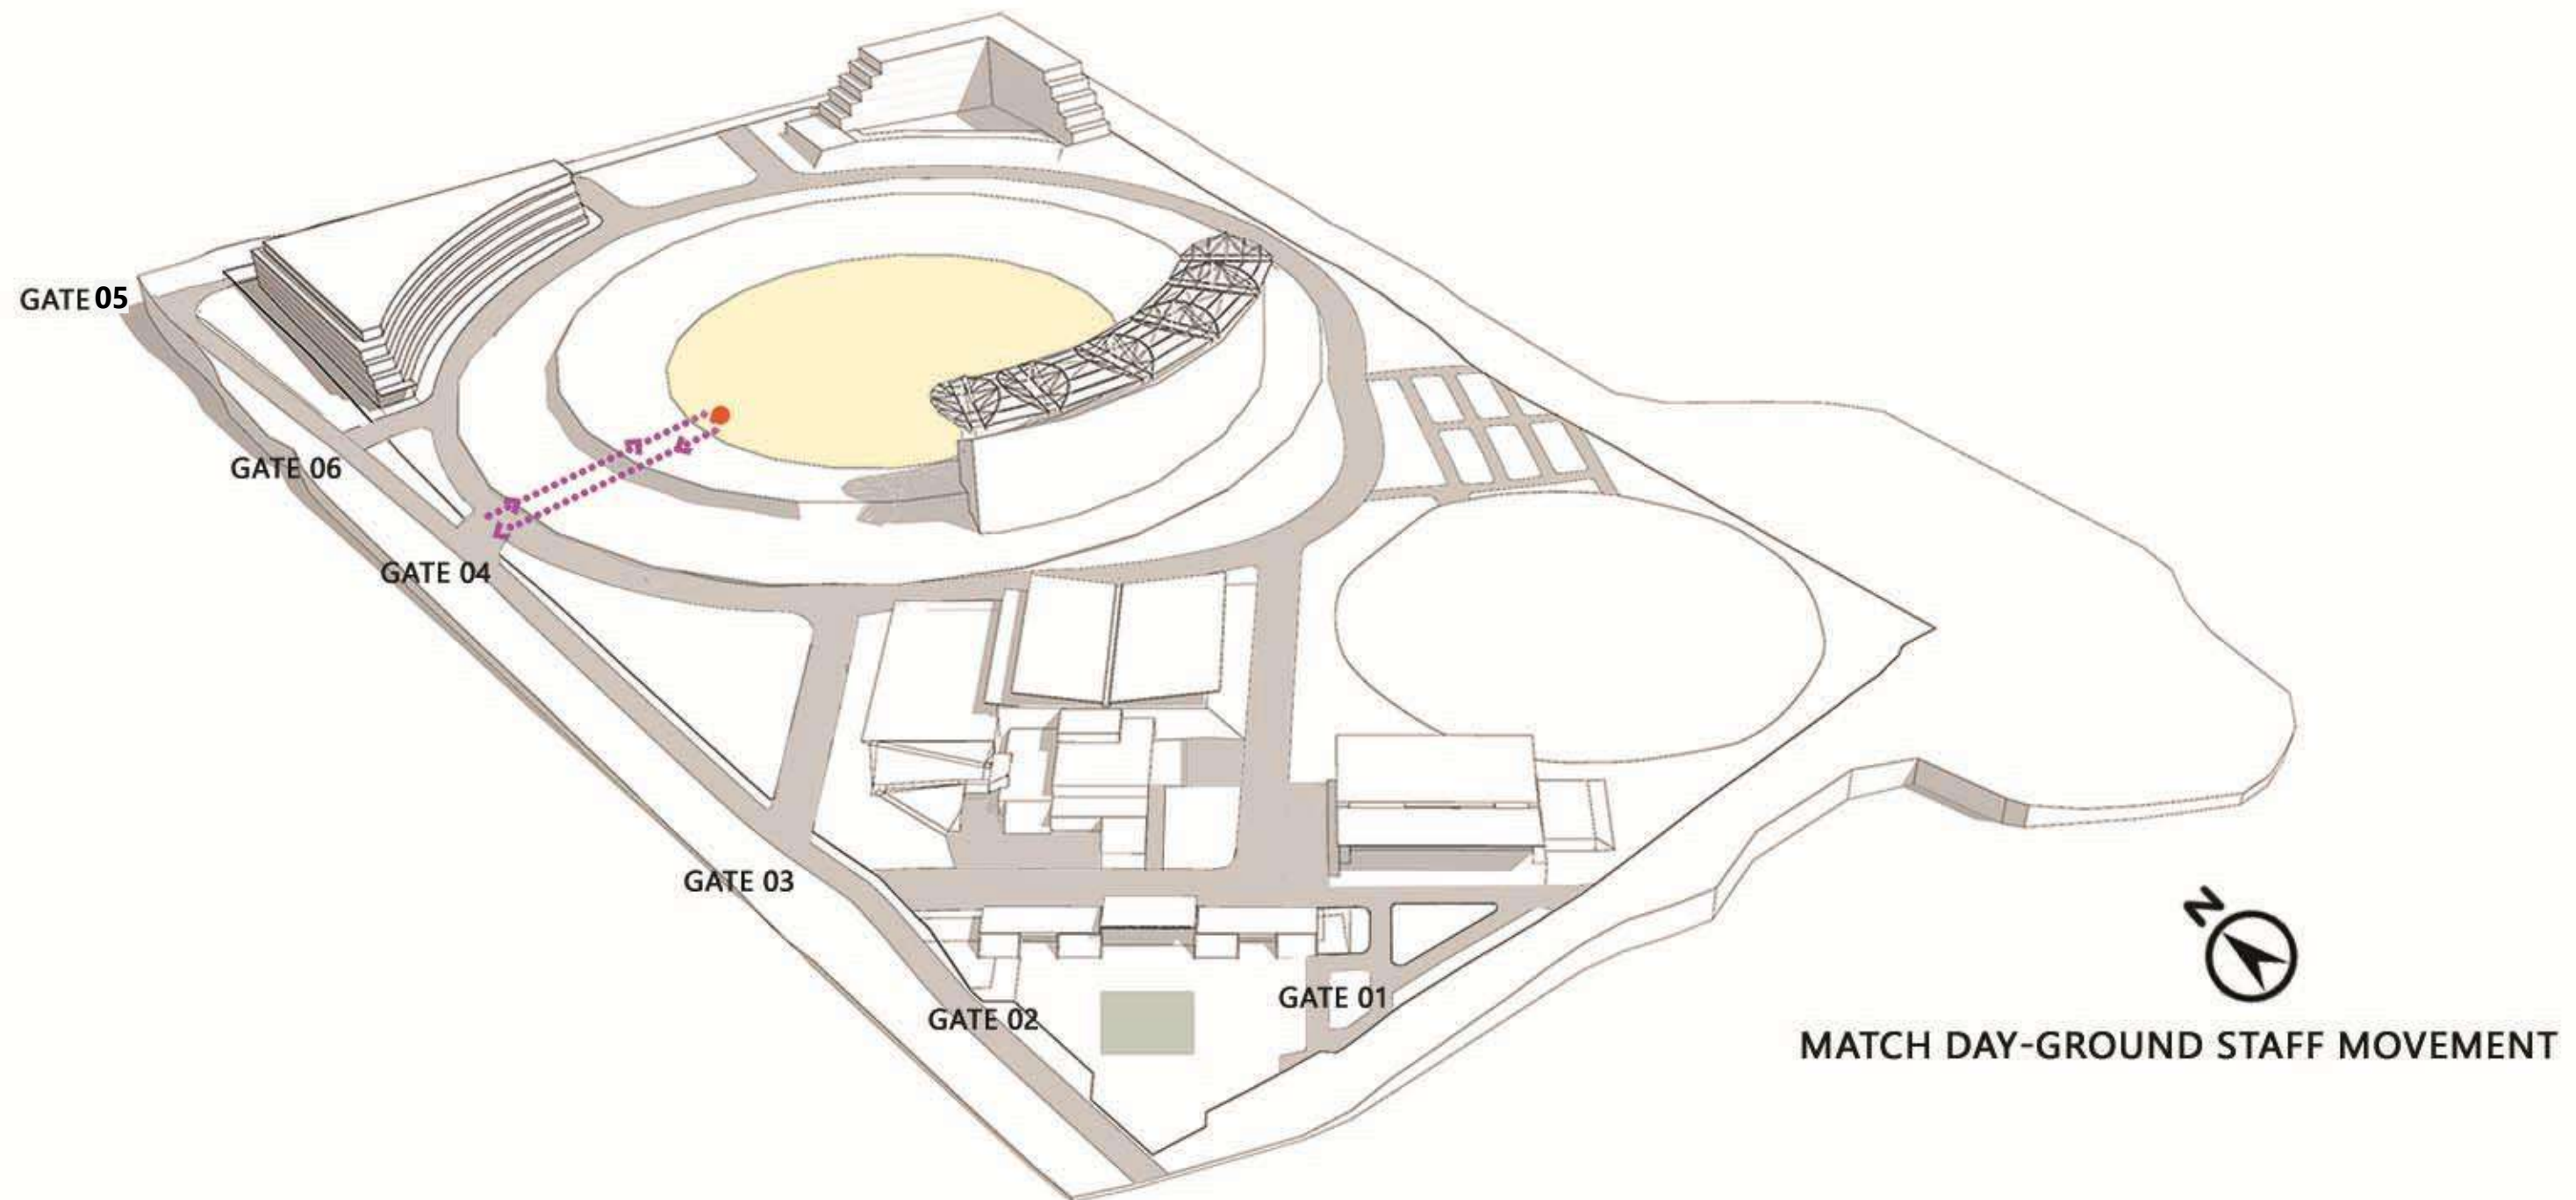 GATE 05
GATE 06
GATE 04
GATE 03
GATE 02
GATE 01
N
MATCH DAY-GROUND STAFF MOVEMENT